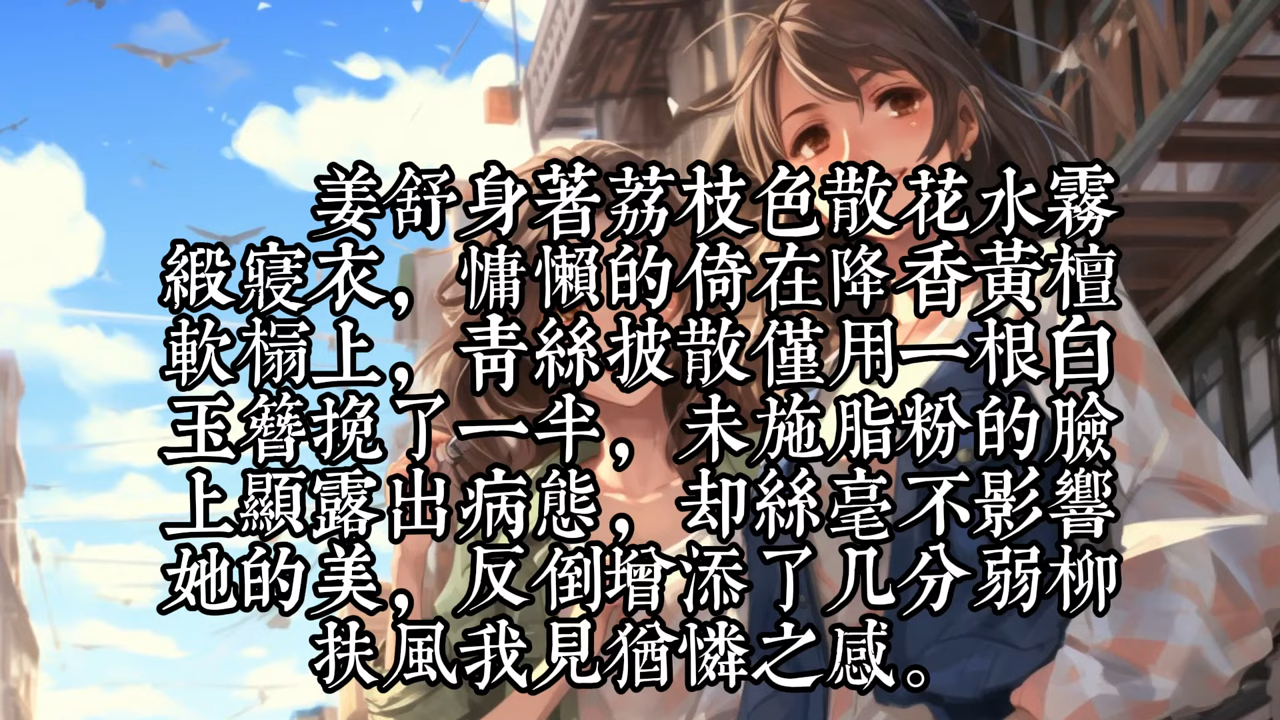 姜舒身著荔枝色散花水霧
緞寢衣，慵懶的倚在降香黃檀
軟榻上，青絲披散僅用一根白
玉簪挽了一半，未施脂粉的臉
上顯露出病態，却絲毫不影響
她的美，反倒增添了几分弱柳
扶風我見猶憐之感。